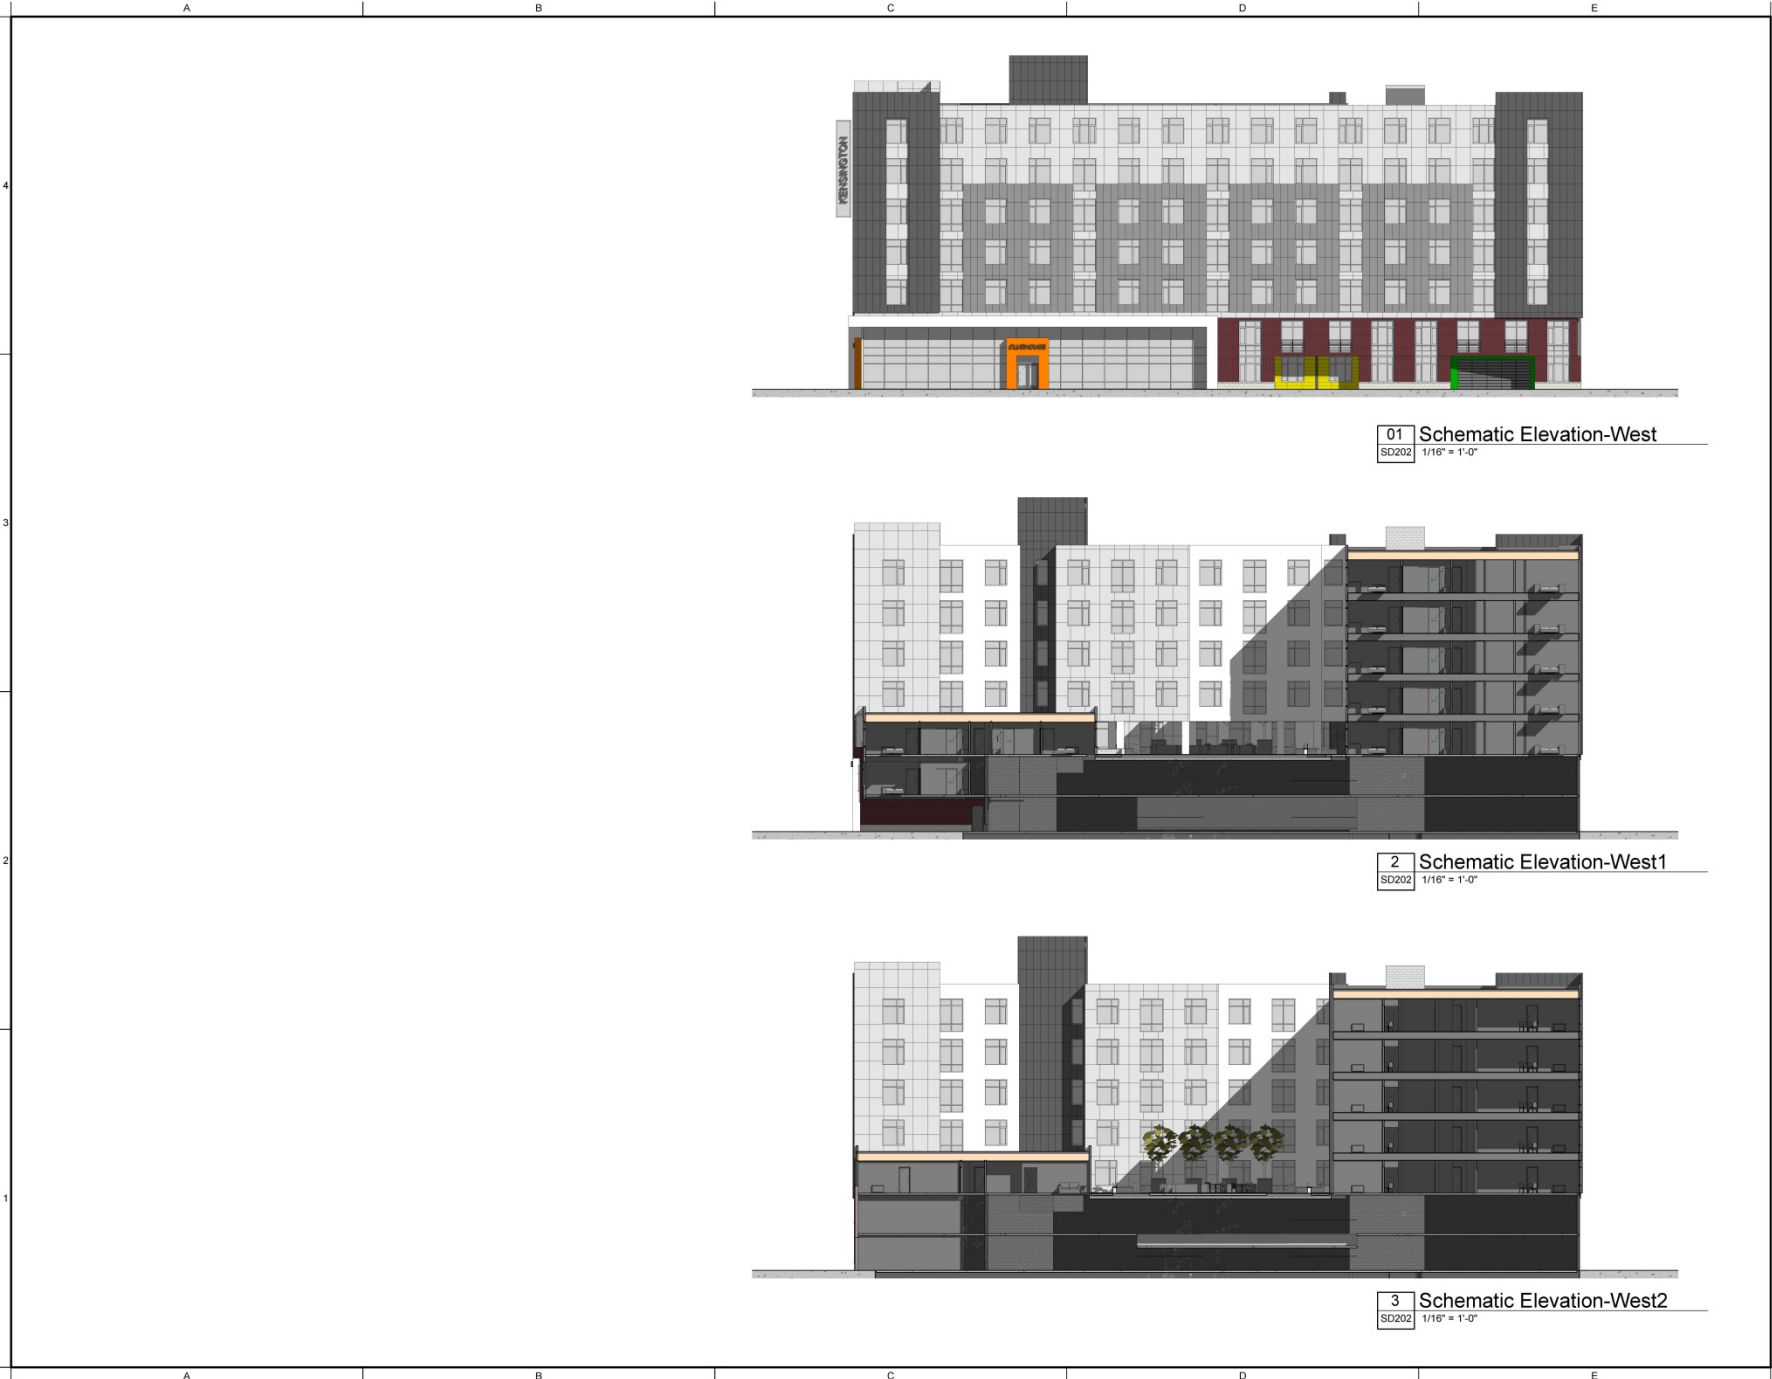 A B C D E
KENSINGTON
4
CLUBHOUSE
01 Schematic Elevation-West
SD202 1/16" = 1'-0"
3
2 Schematic Elevation-West1
SD202 1/16" = 1'-0"
2
1
3 Schematic Elevation-West2
SD202 1/16" = 1'-0"
A B C D E